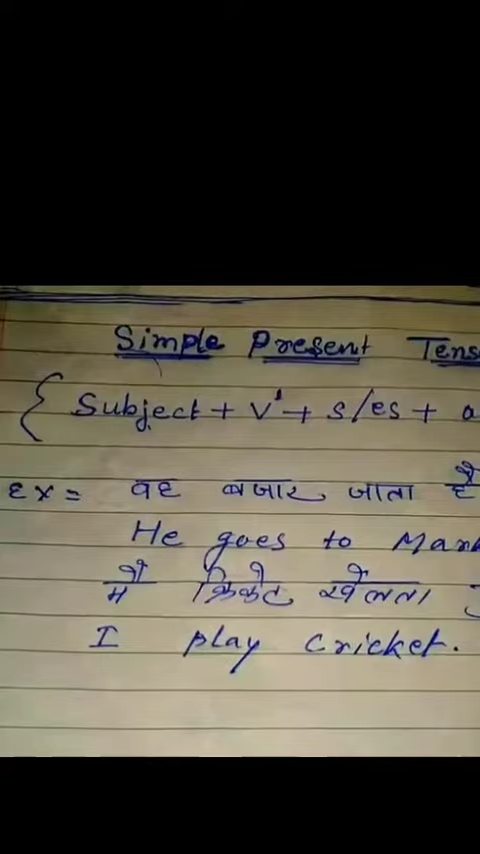 Simple Present Tens
{ Subject + V¹ + s/es + a
Ex = वह बजार जाता है
He goes to Mar
मै क्रिकेट खेलता
I play cricket.